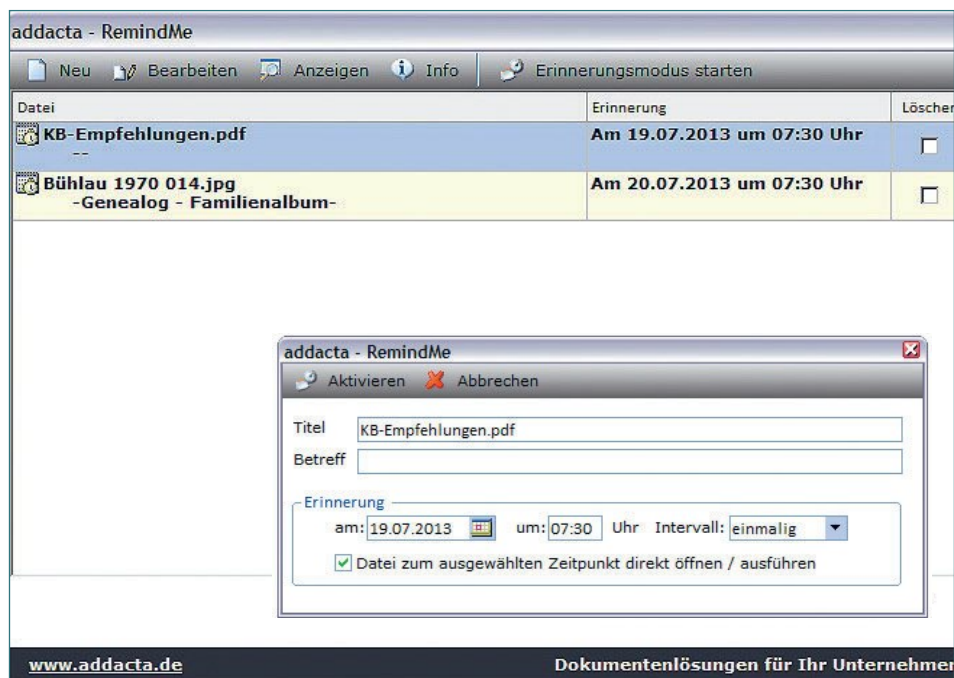 addacta - RemindMe
Neu Bearbeiten Anzeigen Info Erinnerungsmodus starten
Datei Erinnerung Löschen
KB-Empfehlungen.pdf Am 19.07.2013 um 07:30 Uhr
--
Bühlau 1970 014.jpg Am 20.07.2013 um 07:30 Uhr
-Genealog - Familienalbum-
addacta - RemindMe
Aktivieren Abbrechen
Titel KB-Empfehlungen.pdf
Betreff
Erinnerung
am: 19.07.2013 um: 07:30 Uhr Intervall: einmalig
Datei zum ausgewählten Zeitpunkt direkt öffnen / ausführen
www.addacta.de Dokumentenlösungen für Ihr Unternehmen